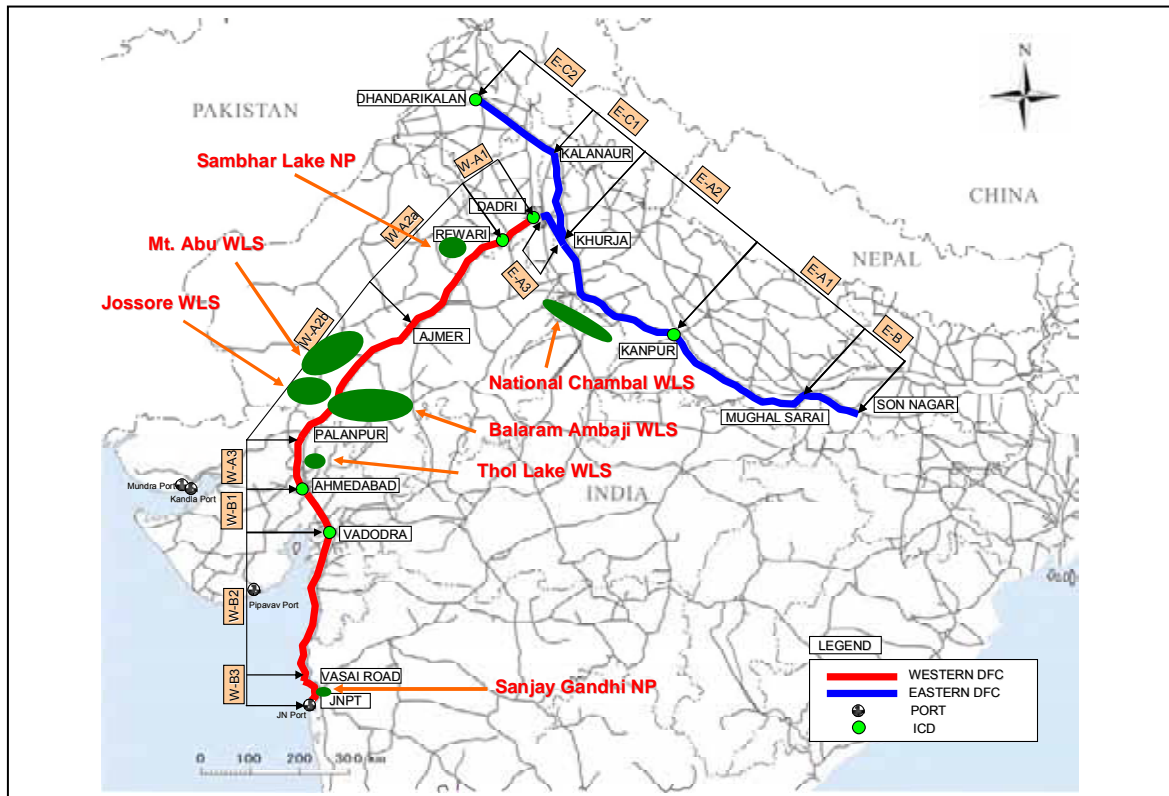 N
PAKISTAN
E-C2
DHANDARIKALAN
E-C1
KALANAUR
Sambhar Lake NP
W-A1
E-A2
CHINA
DADRI
W-A2a
REWARI
KHURJA
Mt. Abu WLS
NEPAL
E-A3
E-A1
Jossore WLS
W-A2b
AJMER
E-B
KANPUR
National Chambal WLS
SON NAGAR
MUGHAL SARAI
Balaram Ambaji WLS
PALANPUR
W-A3
Thol Lake WLS
Mundra Port
Kandla Port
AHMEDABAD
INDIA
W-B1
VADODRA
Pipavav Port
W-B2
LEGEND
W-B3
VASAI ROAD
WESTERN DFC
Sanjay Gandhi NP
EASTERN DFC
JNPT
JN Port
PORT
ICD
0 100 200 300 km